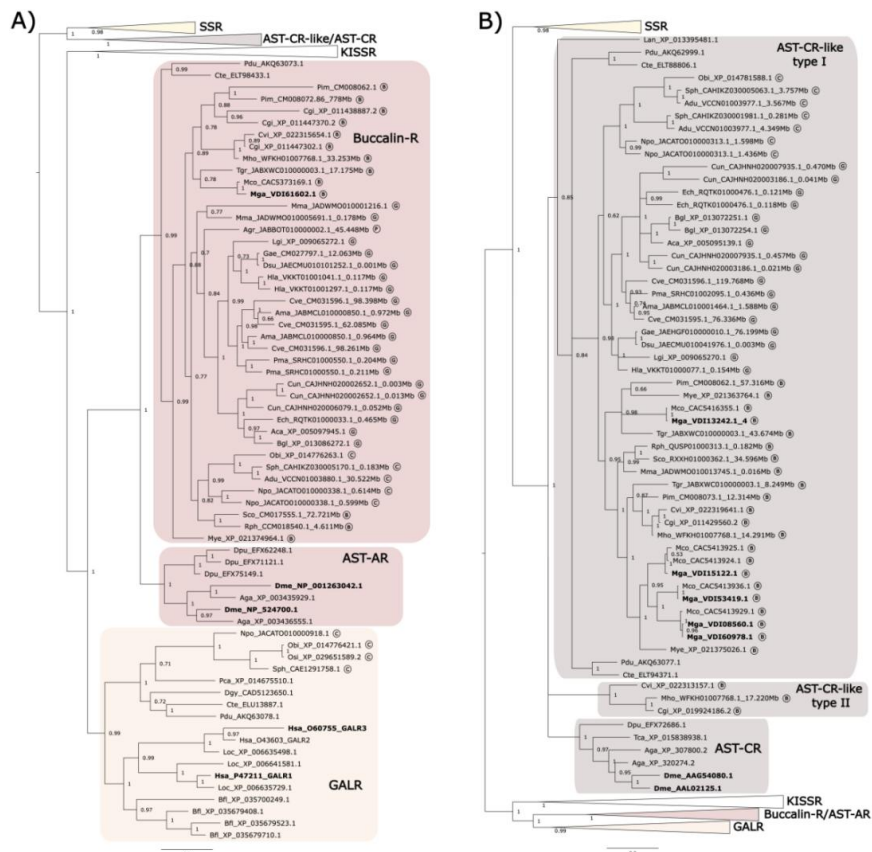 A)
SSR
0.98
AST-CR-like/AST-CR
KISSR
Pdu_AKQ63073.1
Cte_ELT98433.1
Pim_CM008062.1 Ⓑ
Pim_CM008072.86_778Mb Ⓑ
Cgi_XP_011438887.2 Ⓑ
Cgi_XP_011447370.2 Ⓑ
Buccalin-R
Cvi_XP_022315654.1 Ⓑ
Cgi_XP_011447302.1 Ⓑ
Mho_WFKH01007768.1_33.253Mb Ⓑ
Tgr_JABXWC010000003.1_17.175Mb Ⓑ
Mco_CAC5373169.1 Ⓑ
Mga_VDI61602.1 Ⓑ
Mma_JADWMO010001216.1 Ⓖ
Mma_JADWMO010005691.1_0.178Mb Ⓖ
Agr_JABBOT010000002.1_45.448Mb Ⓕ
Lgi_XP_009065272.1 Ⓖ
Gae_CM027797.1_12.063Mb Ⓖ
Dsu_JAECMU010101252.1_0.001Mb Ⓖ
Hla_VKKT01001041.1_0.117Mb Ⓖ
Hla_VKKT01001297.1_0.117Mb Ⓖ
Cve_CM031596.1_98.398Mb Ⓖ
Ama_JABMCL010000850.1_0.972Mb Ⓖ
Cve_CM031595.1_62.085Mb Ⓖ
Ama_JABMCL010000850.1_0.964Mb Ⓖ
Cve_CM031596.1_98.261Mb Ⓖ
Pma_SRHC01000550.1_0.204Mb Ⓖ
Pma_SRHC01000550.1_0.211Mb Ⓖ
Cun_CAJHNH020002652.1_0.003Mb Ⓖ
Cun_CAJHNH020002652.1_0.013Mb Ⓖ
Cun_CAJHNH020006079.1_0.052Mb Ⓖ
Ech_RQTK01000033.1_0.465Mb Ⓖ
Aca_XP_005097945.1 Ⓖ
Bgl_XP_013086272.1 Ⓖ
Obi_XP_014776263.1 Ⓒ
Sph_CAHIKZ030005170.1_0.183Mb Ⓒ
Adu_VCCN01003880.1_30.522Mb Ⓒ
Npo_JACATO010000338.1_0.614Mb Ⓒ
Npo_JACATO010000338.1_0.599Mb Ⓒ
Sco_CM017555.1_72.721Mb Ⓑ
Rph_CCM018540.1_4.611Mb Ⓑ
Mye_XP_021374964.1 Ⓑ
AST-AR
Dpu_EFX62248.1
Dpu_EFX71121.1
Dpu_EFX75149.1
Dme_NP_001263042.1
Aga_XP_003435929.1
Dme_NP_524700.1
Aga_XP_003436555.1
Npo_JACATO010000918.1 Ⓒ
Obi_XP_014776421.1 Ⓒ
Osi_XP_029651589.2 Ⓒ
Sph_CAE1291758.1 Ⓒ
Pca_XP_014675510.1
Dgy_CAD5123650.1
Cte_ELU13887.1
Pdu_AKQ63078.1
Hsa_O60755_GALR3
Hsa_O43603_GALR2
Loc_XP_006635498.1
Loc_XP_006641581.1
Hsa_P47211_GALR1
GALR
Loc_XP_006635729.1
Bfl_XP_035700249.1
Bfl_XP_035679408.1
Bfl_XP_035679523.1
Bfl_XP_035679710.1
B)
SSR
0.98
Lan_XP_013395481.1
AST-CR-like
type I
Pdu_AKQ62999.1
Cte_ELT88806.1
Obi_XP_014781588.1 Ⓒ
Sph_CAHIKZ030005063.1_3.757Mb Ⓒ
Adu_VCCN01003977.1_3.567Mb Ⓒ
Sph_CAHIKZ030001981.1_0.281Mb Ⓒ
Adu_VCCN01003977.1_4.349Mb Ⓒ
Npo_JACATO010000313.1_1.598Mb Ⓒ
Npo_JACATO010000313.1_1.436Mb Ⓒ
Cun_CAJHNH020007935.1_0.470Mb Ⓖ
Cun_CAJHNH020003186.1_0.041Mb Ⓖ
Ech_RQTK01000476.1_0.121Mb Ⓖ
Ech_RQTK01000476.1_0.118Mb Ⓖ
Bgl_XP_013072251.1 Ⓖ
Bgl_XP_013072254.1 Ⓖ
Aca_XP_005095139.1 Ⓖ
Cun_CAJHNH020007935.1_0.457Mb Ⓖ
Cun_CAJHNH020003186.1_0.021Mb Ⓖ
Cve_CM031596.1_119.768Mb Ⓖ
Pma_SRHC01002095.1_0.436Mb Ⓖ
Ama_JABMCL010001464.1_1.588Mb Ⓖ
Cve_CM031595.1_76.336Mb Ⓖ
Gae_JAEHGF010000010.1_76.199Mb Ⓖ
Dsu_JAECMU010041976.1_0.003Mb Ⓖ
Lgi_XP_009065270.1 Ⓖ
Hla_VKKT01000077.1_0.154Mb Ⓖ
Pim_CM008062.1_57.316Mb Ⓑ
Mye_XP_021363764.1 Ⓑ
Mco_CAC5416355.1 Ⓑ
Mga_VDI13242.1_4 Ⓑ
Tgr_JABXWC010000003.1_43.674Mb Ⓑ
Rph_QUSP01000313.1_0.182Mb Ⓑ
Sco_RXXH01000362.1_34.596Mb Ⓑ
Mma_JADWMO010013745.1_0.016Mb Ⓑ
Tgr_JABXWC010000001.1_8.249Mb Ⓑ
Pim_CM008073.1_12.314Mb Ⓑ
Cvi_XP_022319641.1 Ⓑ
Cgi_XP_011429560.2 Ⓑ
Mho_WFKH01007768.1_14.291Mb Ⓑ
Mco_CAC5413925.1 Ⓑ
Mco_CAC5413924.1 Ⓑ
Mga_VDI15122.1 Ⓑ
Mco_CAC5413936.1 Ⓑ
Mga_VDI53419.1 Ⓑ
Mco_CAC5413929.1 Ⓑ
Mga_VDI08560.1 Ⓑ
Mga_VDI60978.1 Ⓑ
Mye_XP_021375026.1 Ⓑ
Pdu_AKQ63077.1
Cte_ELT94371.1
Cvi_XP_022313157.1 Ⓑ
Mho_WFKH01007768.1_17.220Mb Ⓑ
Cgi_XP_019924186.2 Ⓑ
AST-CR-like
type II
Dpu_EFX72686.1
Tca_XP_015838938.1
AST-CR
Aga_XP_307800.2
Aga_XP_320274.2
Dme_AAG54080.1
Dme_AAL02125.1
KISSR
Buccalin-R/AST-AR
0.99
GALR